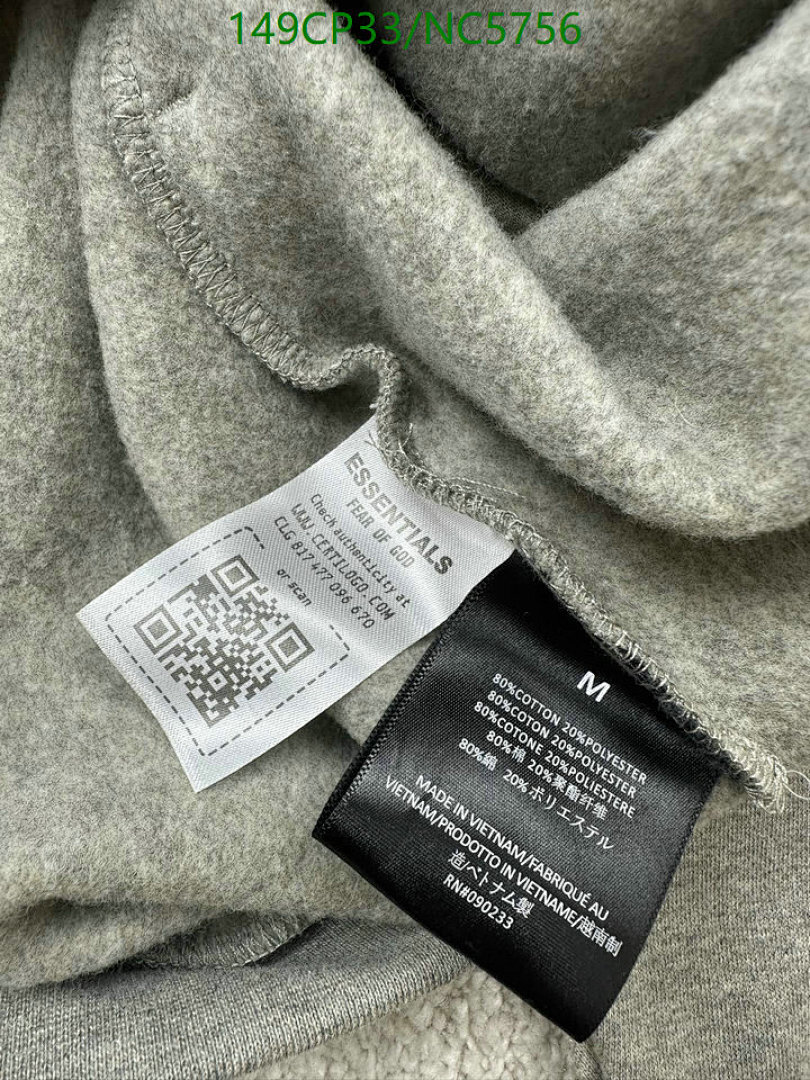 149CP33/NC5756
ESSENTIALS
FEAR OF GOD
Check authenticity at
WWW.CERTILOGO.COM
CLG 817 477 096 670
or scan
M
80%COTTON 20%POLYESTER
80%COTON 20%POLYESTER
80%COTONE 20%POLIESTERE
80%棉 20%聚酯纤维
80%綿 20%ポリエステル
MADE IN VIETNAM/FABRIQUÉ AU
VIETNAM/PRODOTTO IN VIETNAME/越南制
造/ベトナム製
RN#090233